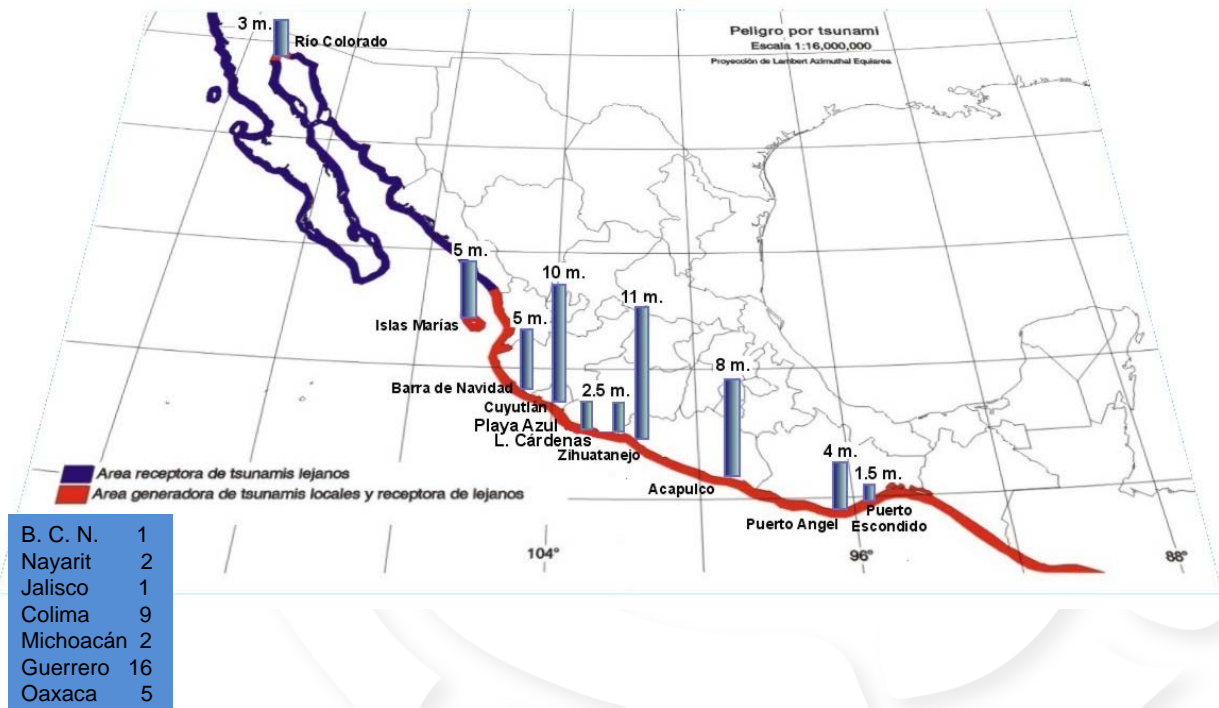 3 m.
Río Colorado
Peligro por tsunami
Escala 1:16,000,000
Proyección de Lambert Azimuthal Equiarea
5 m.
Islas Marías
10 m.
5 m.
Barra de Navidad
11 m.
Cuyutlán
2.5 m.
Playa Azul
L. Cárdenas
Zihuatanejo
8 m.
Acapulco
4 m.
1.5 m.
Puerto Angel
Puerto
Escondido
Area receptora de tsunamis lejanos
Area generadora de tsunamis locales y receptora de lejanos
104°
96°
88°
B. C. N. 1
Nayarit 2
Jalisco 1
Colima 9
Michoacán 2
Guerrero 16
Oaxaca 5